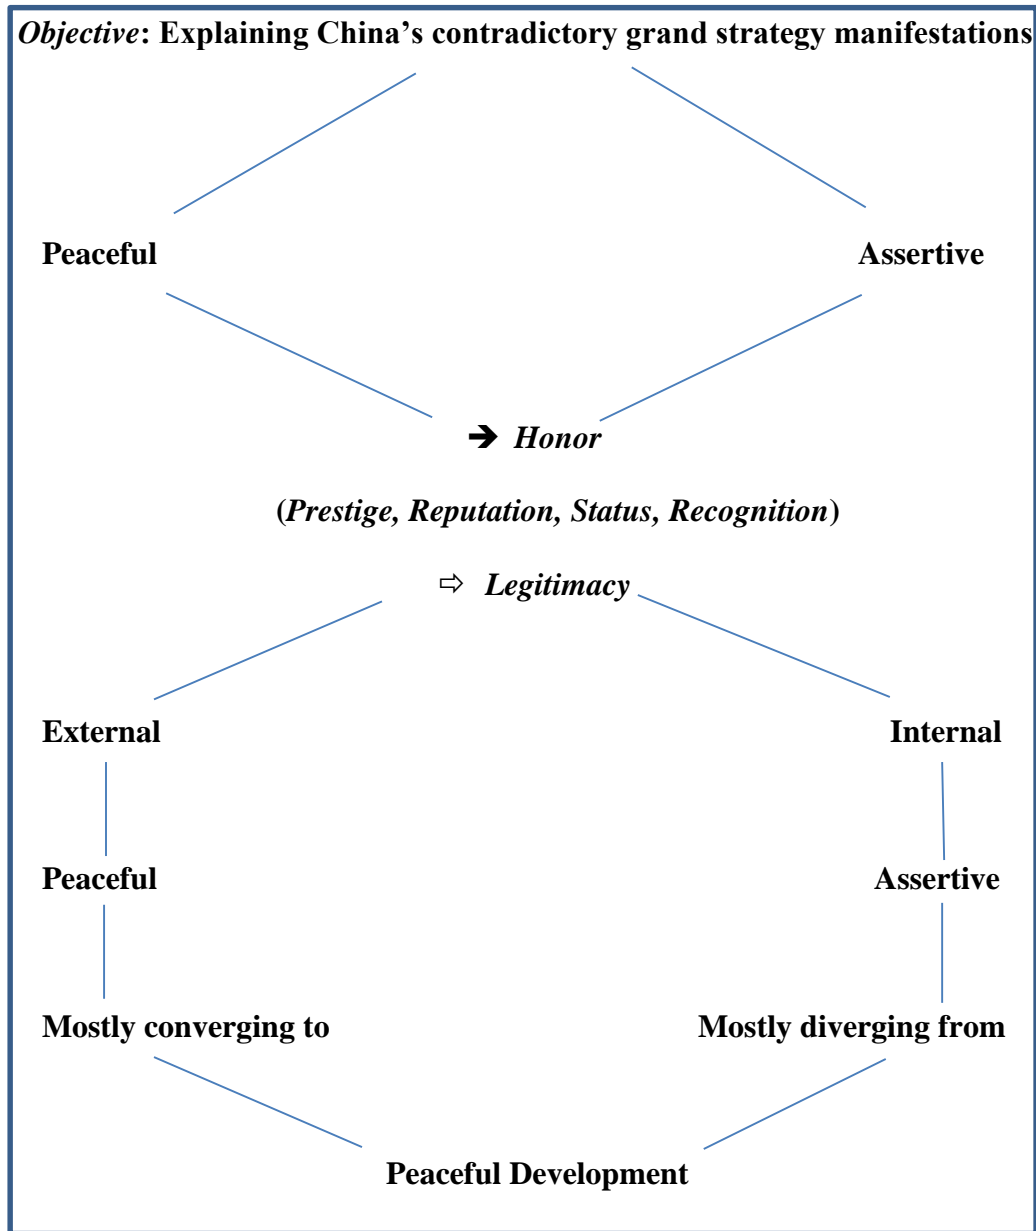 Objective: Explaining China’s contradictory grand strategy manifestations
Peaceful
Assertive
➔ Honor
(Prestige, Reputation, Status, Recognition)
⇨ Legitimacy
External
Internal
Peaceful
Assertive
Mostly converging to
Mostly diverging from
Peaceful Development